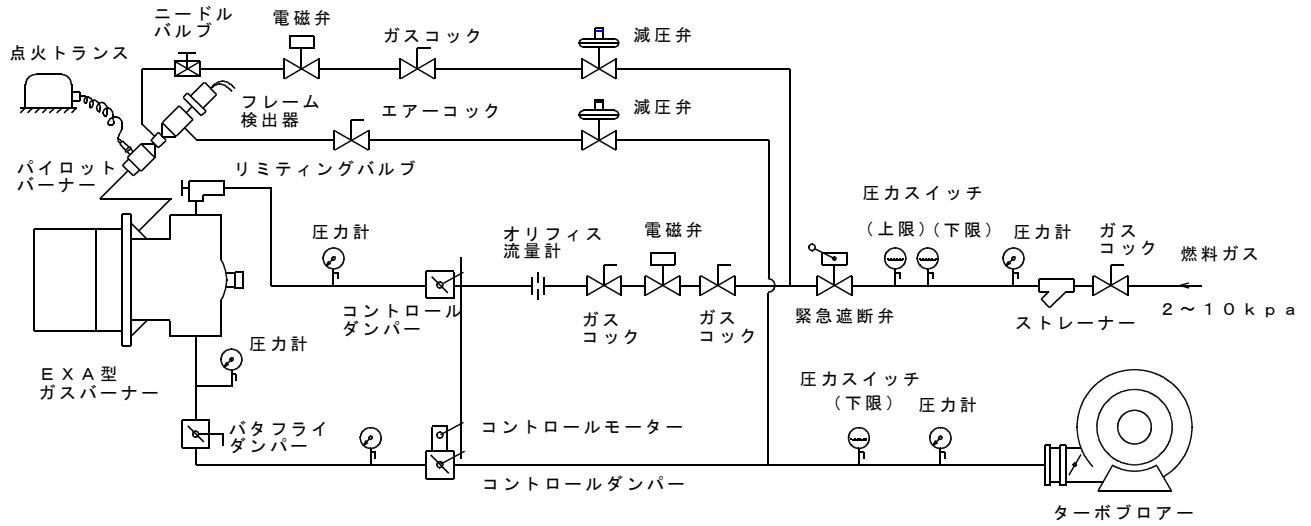 ニードル
バルブ
電磁弁
ガスコック
減圧弁
点火トランス
フレーム
検出器
エアーコック
減圧弁
パイロット
バーナー
リミティングバルブ
圧力スイッチ
(上限)(下限)
圧力計
オリフィス
流量計
電磁弁
圧力計
ガス
コック
燃料ガス
コントロール
ダンパー
ガス
コック
ガス
コック
緊急遮断弁
ストレーナー
2~10kpa
圧力計
EXA型
ガスバーナー
圧力スイッチ
(下限)
圧力計
バタフライ
ダンパー
コントロールモーター
コントロールダンパー
ターボブロアー